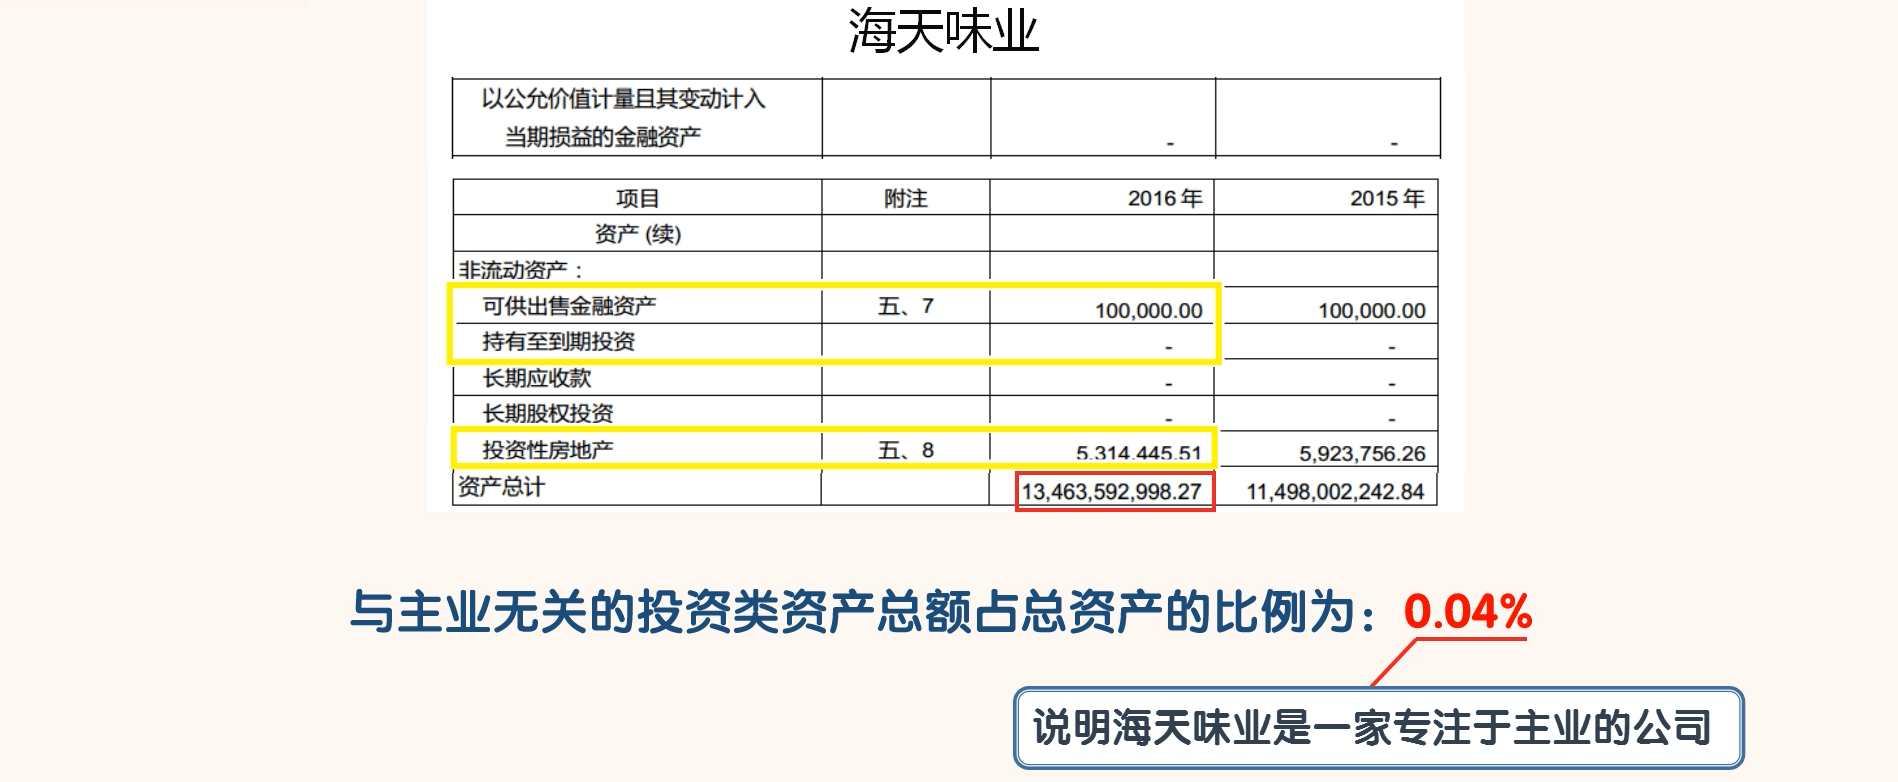 海天味业
以公允价值计量且其变动计入
当期损益的金融资产 - -
项目 附注 2016 年 2015 年
资产 (续)
非流动资产：
可供出售金融资产 五、7 100,000.00 100,000.00
持有至到期投资 - -
长期应收款 - -
长期股权投资 - -
投资性房地产 五、8 5,314,445.51 5,923,756.26
资产总计 13,463,592,998.27 11,498,002,242.84
与主业无关的投资类资产总额占总资产的比例为：0.04%
说明海天味业是一家专注于主业的公司